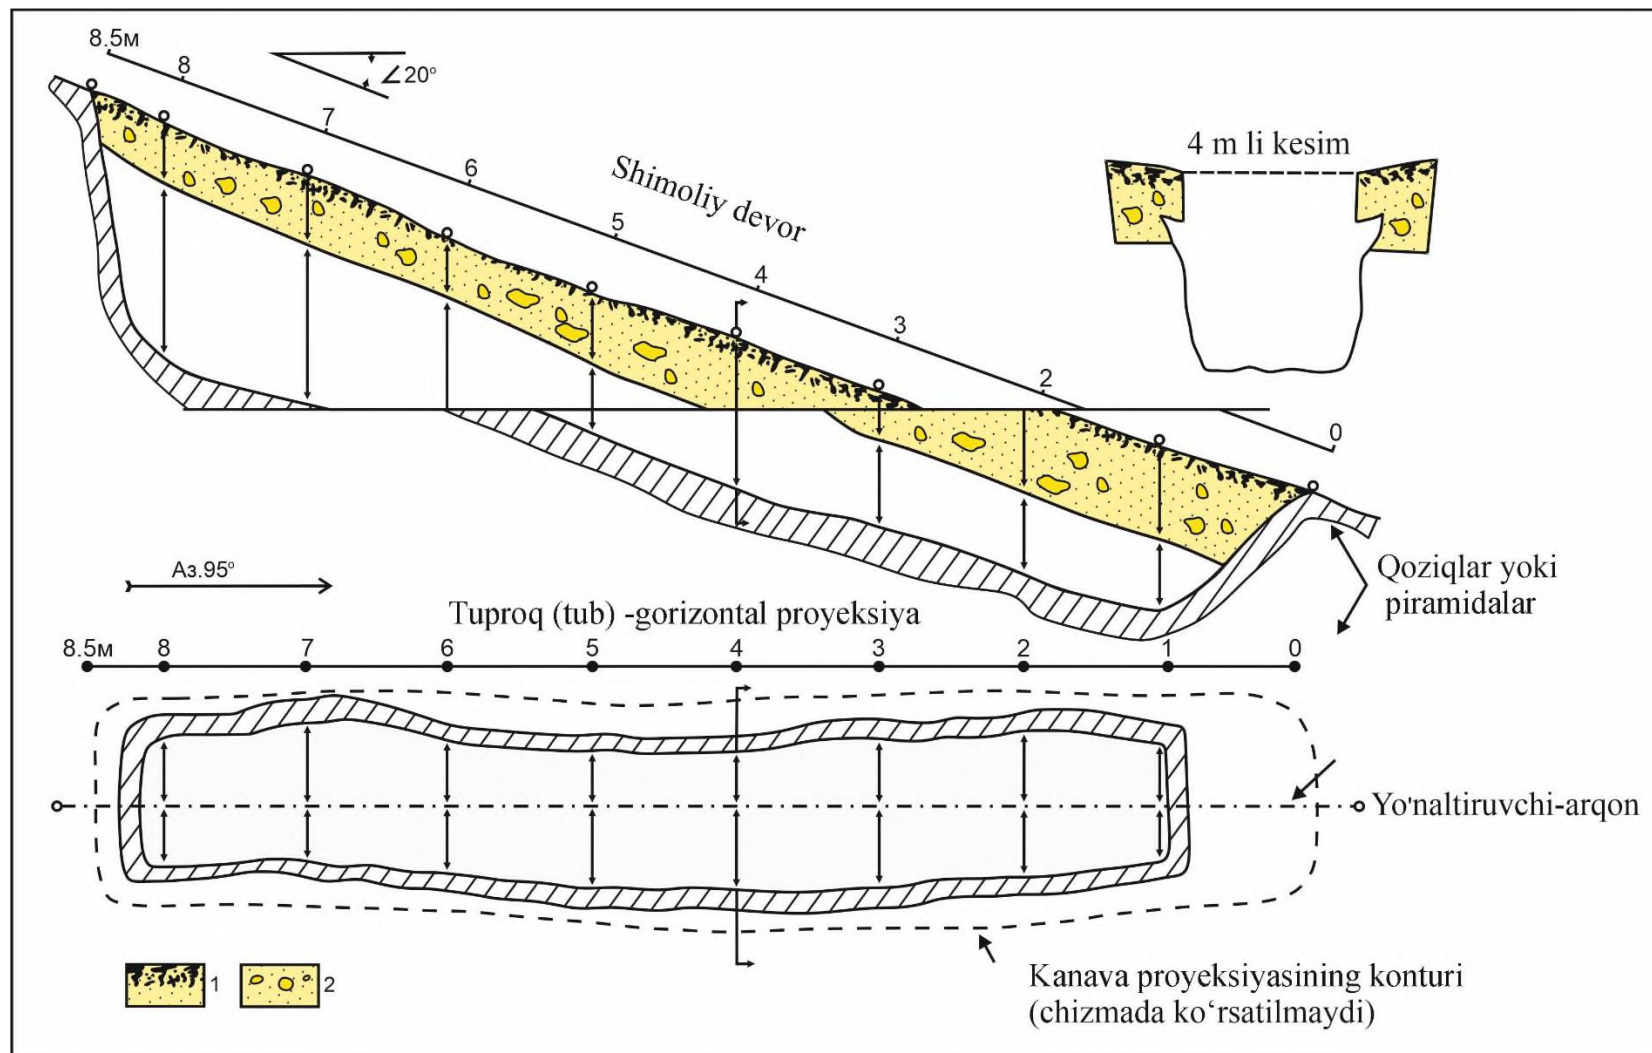 8.5м
8
7
6
5
4
3
2
0
∠20°
Shimoliy devor
4 m li kesim
Аз.95°
Qoziqlar yoki
piramidalar
Tuproq (tub) -gorizontal proyeksiya
8.5м 8 7 6 5 4 3 2 1 0
Yo'naltiruvchi-arqon
1 2
Kanava proyeksiyasining konturi
(chizmada ko‘rsatilmaydi)